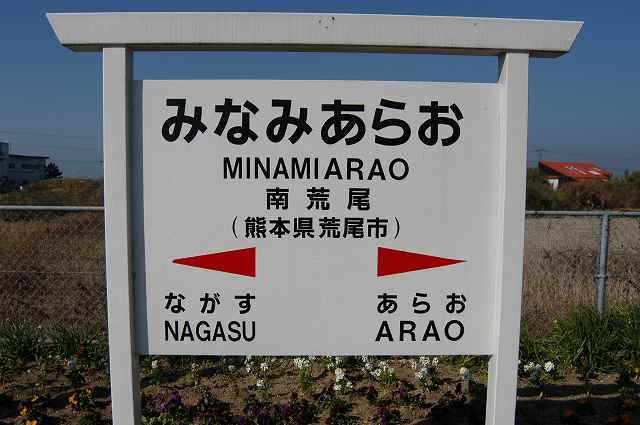 みなみあらお
MINAMIARAO
南荒尾
(熊本県荒尾市)
ながす あらお
NAGASU ARAO